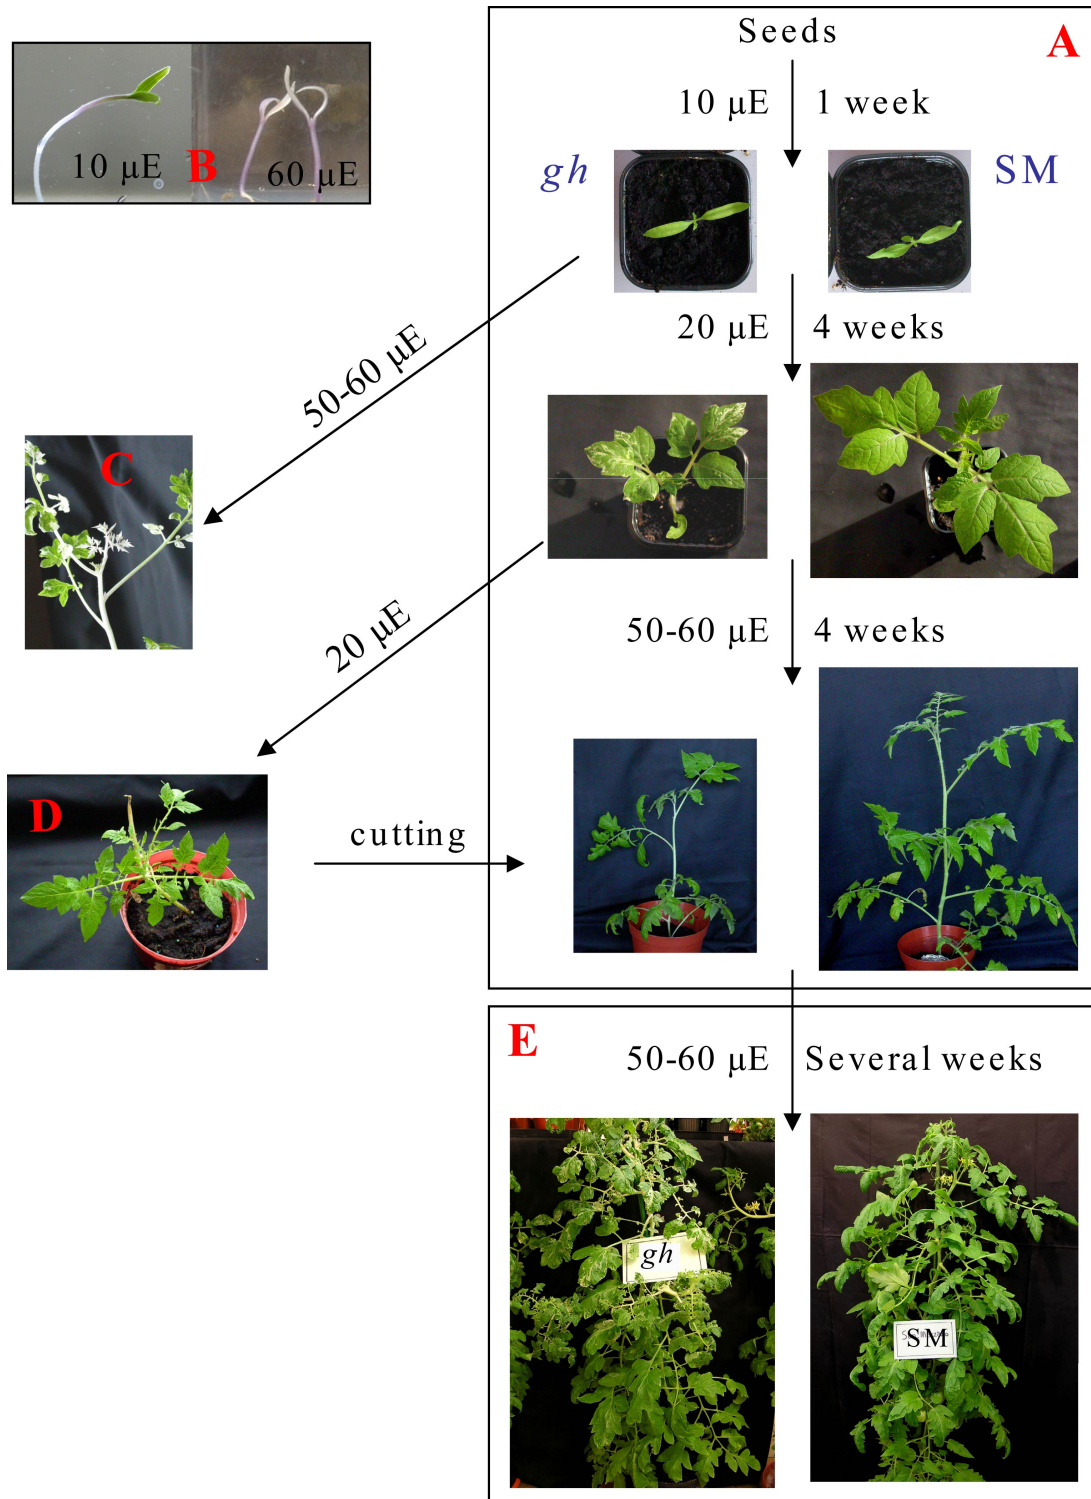 Seeds
A
10 µE 1 week
10 µE B 60 µE
gh SM
20 µE 4 weeks
50-60 µE
C
20 µE
50-60 µE 4 weeks
D
cutting
E
50-60 µE Several weeks
gh
SM